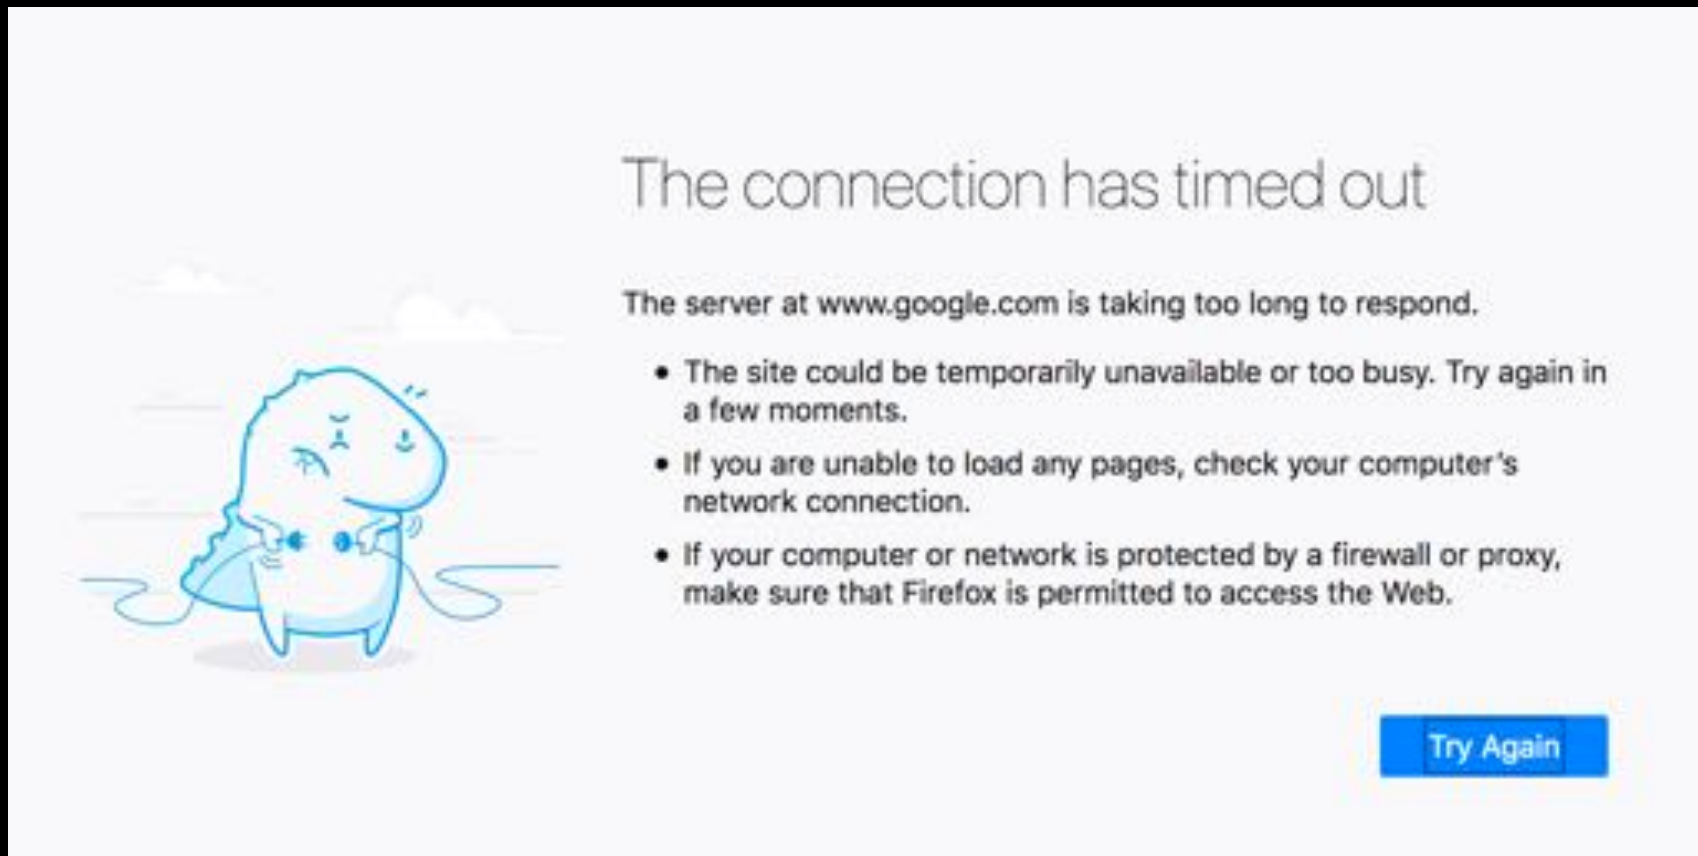 The connection has timed out
The server at www.google.com is taking too long to respond.
• The site could be temporarily unavailable or too busy. Try again in
a few moments.
• If you are unable to load any pages, check your computer's
network connection.
• If your computer or network is protected by a firewall or proxy,
make sure that Firefox is permitted to access the Web.
Try Again